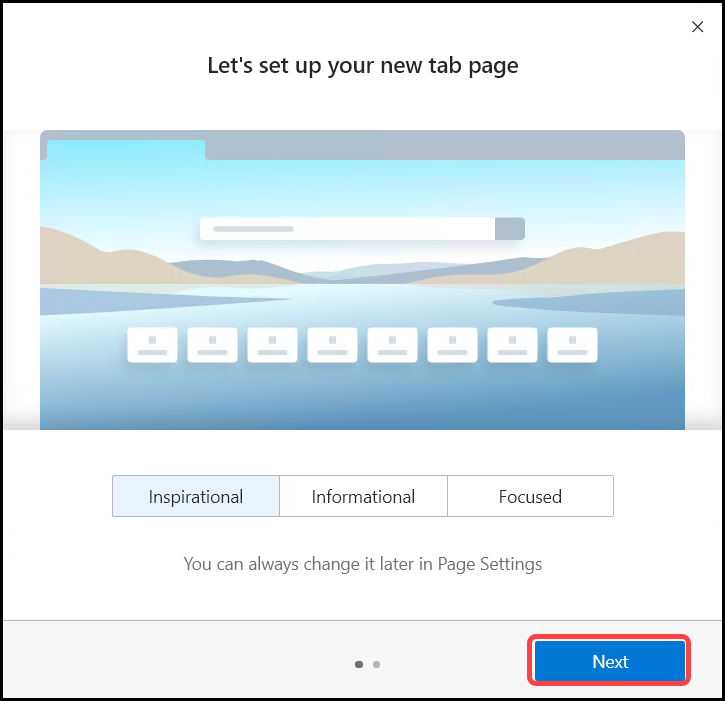 Let's set up your new tab page
Inspirational
Informational
Focused
You can always change it later in Page Settings
Next